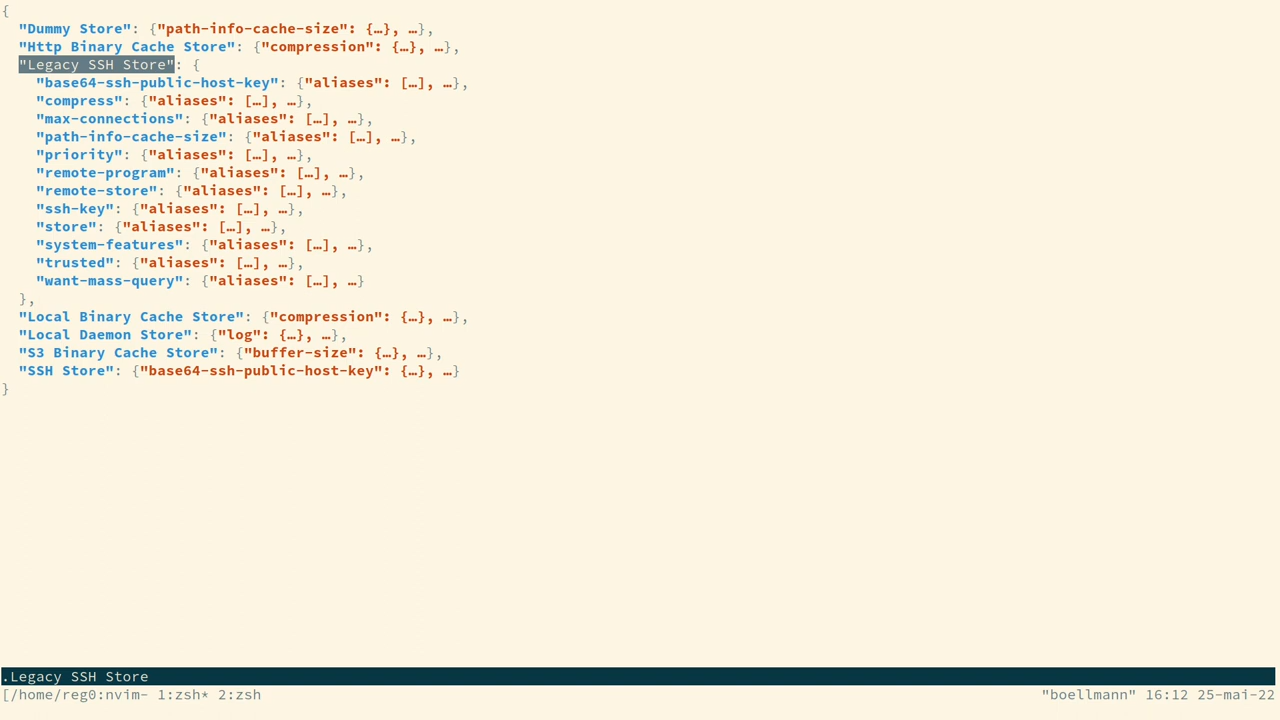 {
  "Dummy Store": {"path-info-cache-size": {…}, …},
  "Http Binary Cache Store": {"compression": {…}, …},
  "Legacy SSH Store": {
    "base64-ssh-public-host-key": {"aliases": […], …},
    "compress": {"aliases": […], …},
    "max-connections": {"aliases": […], …},
    "path-info-cache-size": {"aliases": […], …},
    "priority": {"aliases": […], …},
    "remote-program": {"aliases": […], …},
    "remote-store": {"aliases": […], …},
    "ssh-key": {"aliases": […], …},
    "store": {"aliases": […], …},
    "system-features": {"aliases": […], …},
    "trusted": {"aliases": […], …},
    "want-mass-query": {"aliases": […], …}
  },
  "Local Binary Cache Store": {"compression": {…}, …},
  "Local Daemon Store": {"log": {…}, …},
  "S3 Binary Cache Store": {"buffer-size": {…}, …},
  "SSH Store": {"base64-ssh-public-host-key": {…}, …}
}
.Legacy SSH Store
[/home/reg0:nvim- 1:zsh* 2:zsh "boellmann" 16:12 25-mai-22